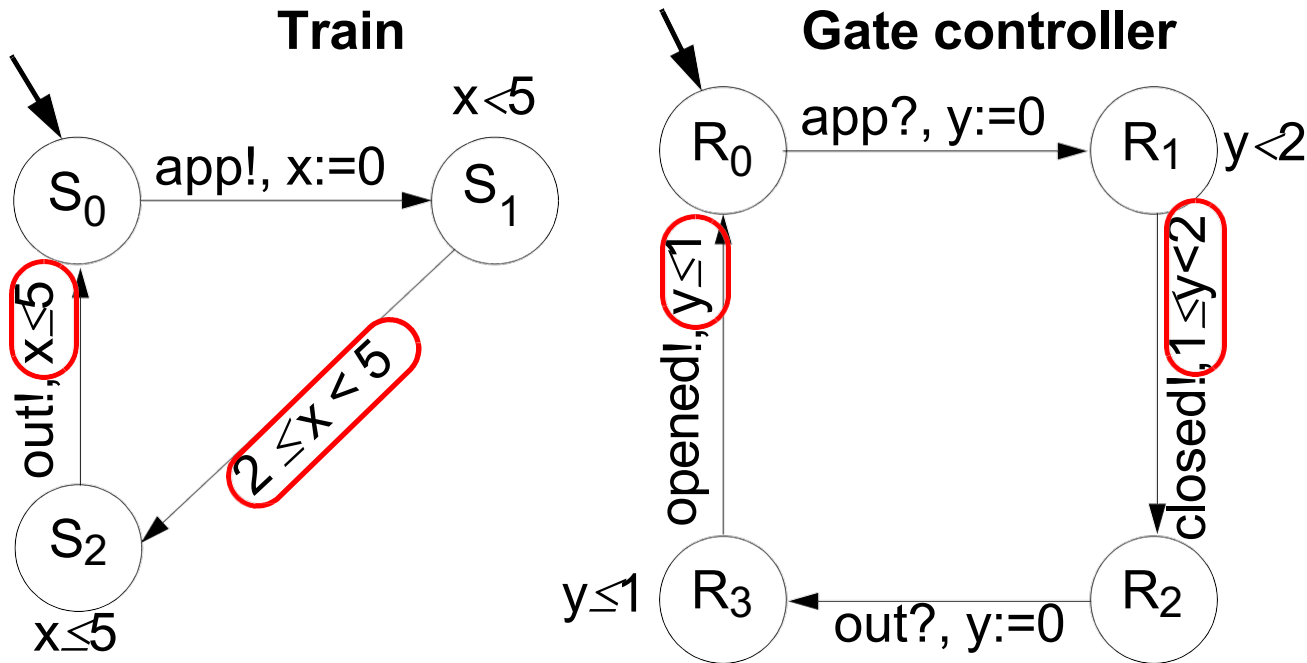 Train
x<5
S0
app!, x:=0
S1
out!, x≤5
2 ≤x < 5
S2
x≤5
Gate controller
R0
app?, y:=0
R1
y<2
opened!, y≤1
closed!, 1≤y<2
y≤1
R3
out?, y:=0
R2